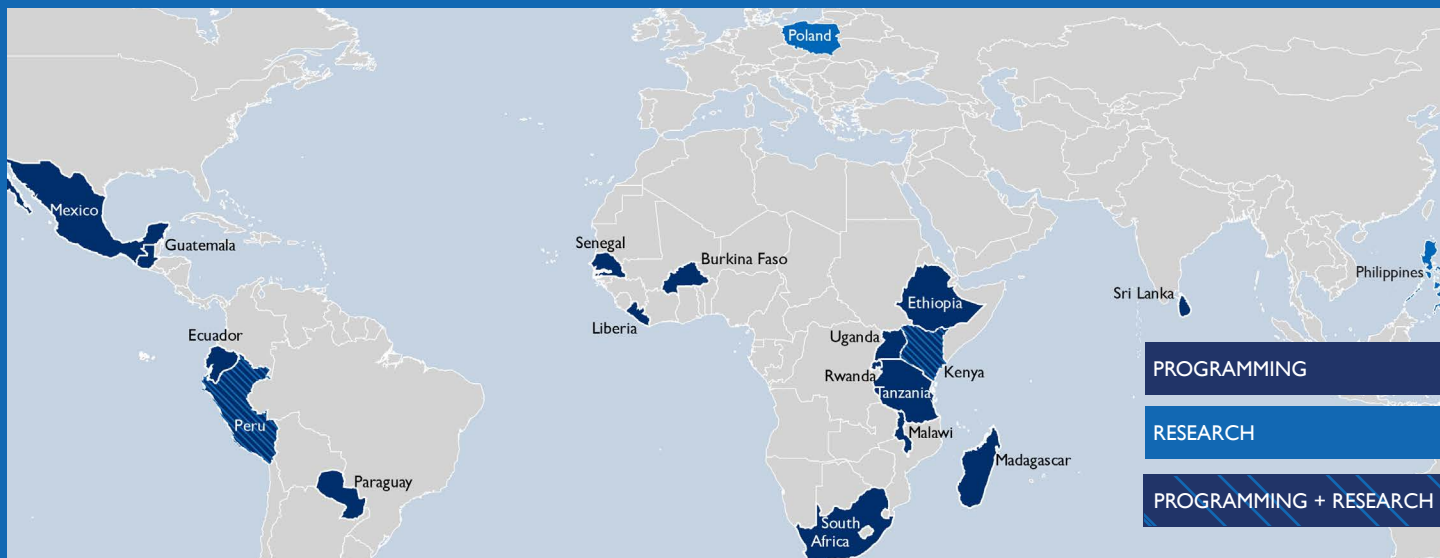 Poland
Mexico
Guatemala
Senegal
Burkina Faso
Philippines
Sri Lanka
Ethiopia
Liberia
Ecuador
Uganda
Rwanda
Kenya
Tanzania
Peru
Malawi
Madagascar
Paraguay
South
Africa
PROGRAMMING
RESEARCH
PROGRAMMING + RESEARCH